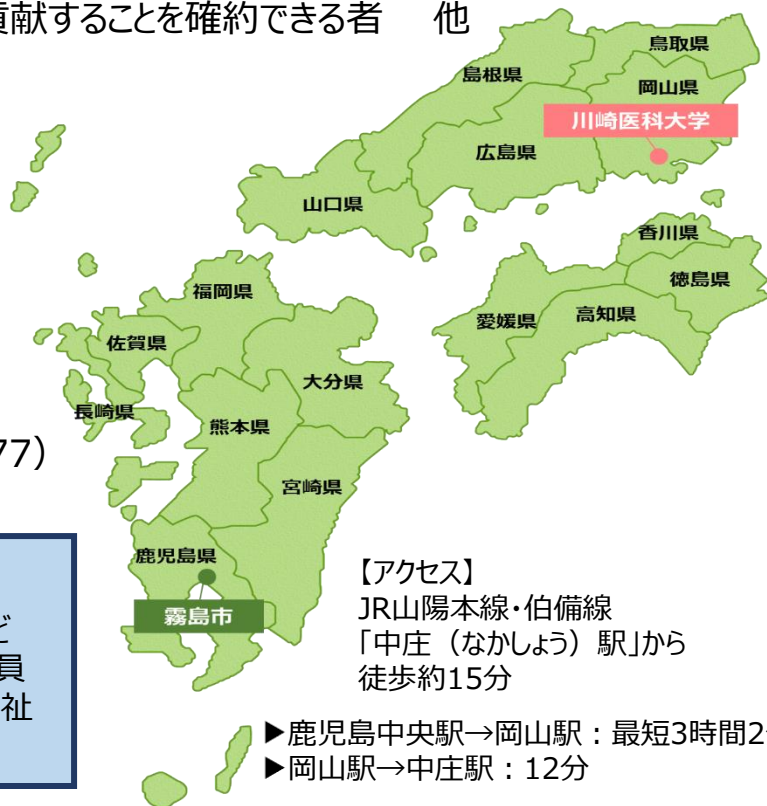 貢献することを確約できる者 他
鳥取県
島根県
岡山県
川崎医科大学
広島県
山口県
香川県
徳島県
福岡県
愛媛県
高知県
佐賀県
大分県
長崎県
熊本県
77)
宮崎県
鹿児島県
霧島市
ど
員
祉
【アクセス】
JR山陽本線・伯備線
「中庄（なかしょう）駅」から
徒歩約15分
▶鹿児島中央駅→岡山駅：最短3時間2
▶岡山駅→中庄駅：12分